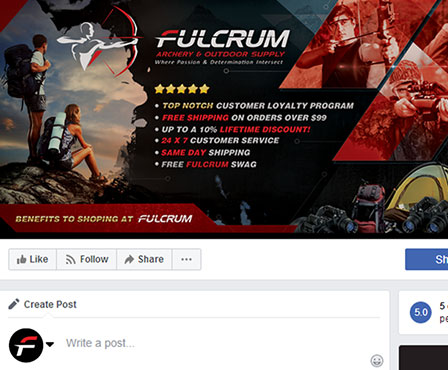 FULCRUM
ARCHERY & OUTDOOR SUPPLY
Where Passion & Determination Intersect
• TOP NOTCH CUSTOMER LOYALTY PROGRAM
• FREE SHIPPING ON ORDERS OVER $99
• UP TO A 10% LIFETIME DISCOUNT!
• 24 X 7 CUSTOMER SERVICE
• SAME DAY SHIPPING
• FREE FULCRUM SWAG
BENEFITS TO SHOPING AT FULCRUM
Like Follow Share ... Sh
Create Post
5.0 5
pe
Write a post...